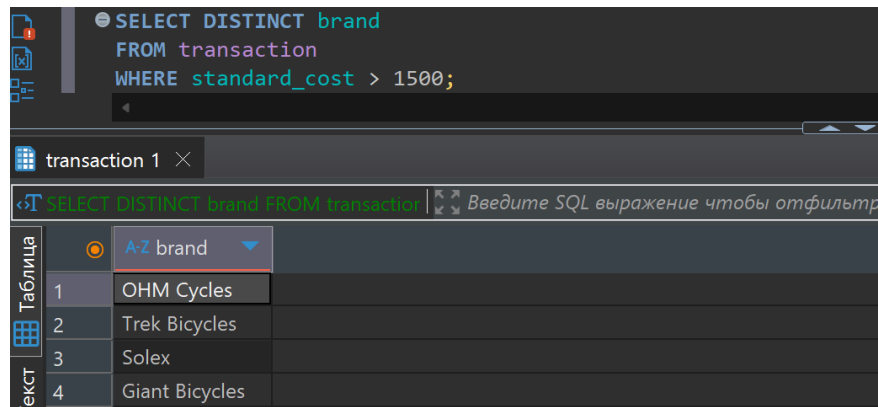 SELECT DISTINCT brand
FROM transaction
WHERE standard_cost > 1500;
transaction 1
SELECT DISTINCT brand FROM transaction
Введите SQL выражение чтобы отфильтр
Таблица
A-Z brand
1 OHM Cycles
2 Trek Bicycles
3 Solex
4 Giant Bicycles
екст